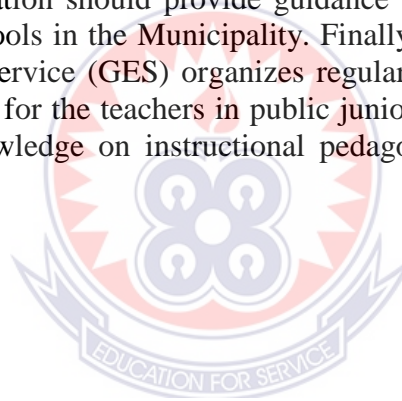 ation should provide guidance
ools in the Municipality. Finally
ervice (GES) organizes regular
for the teachers in public junio
wledge on instructional pedago
EDUCATION FOR SERVICE